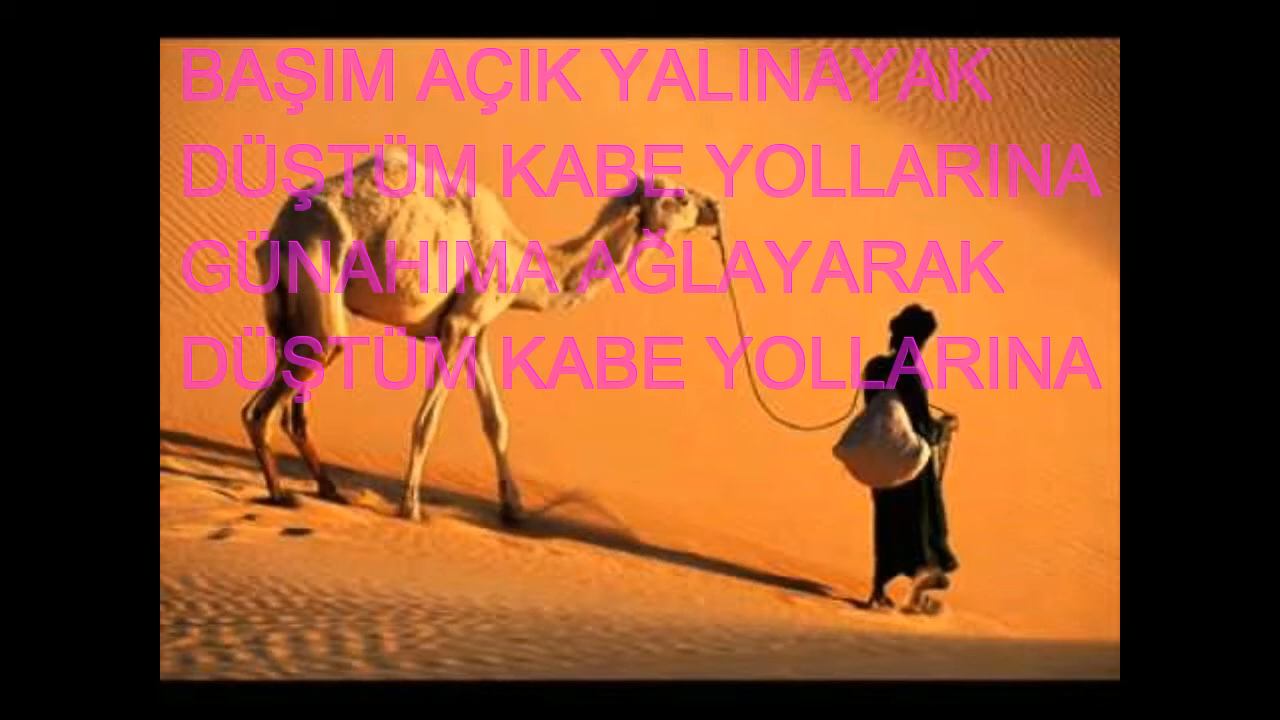 BAŞIM AÇIK YALINAYAK
DÜŞTÜM KABE YOLLARINA
GÜNAHIMA AĞLAYARAK
DÜŞTÜM KABE YOLLARINA